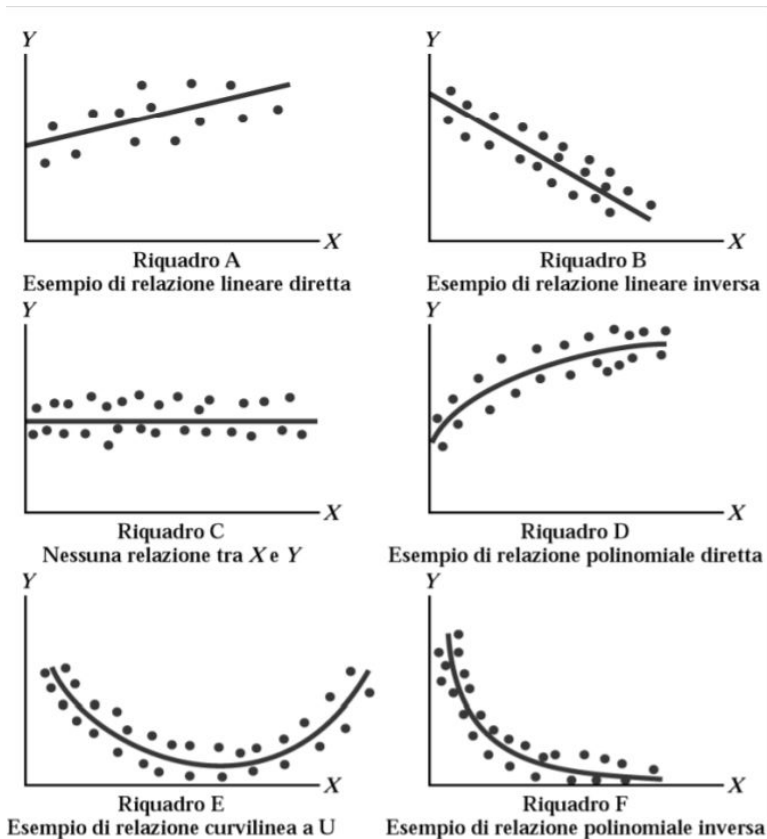 Y
X
Riquadro A
Esempio di relazione lineare diretta
Y
X
Riquadro B
Esempio di relazione lineare inversa
Y
X
Riquadro C
Nessuna relazione tra X e Y
Y
X
Riquadro D
Esempio di relazione polinomiale diretta
Y
X
Riquadro E
Esempio di relazione curvilinea a U
Y
X
Riquadro F
Esempio di relazione polinomiale inversa